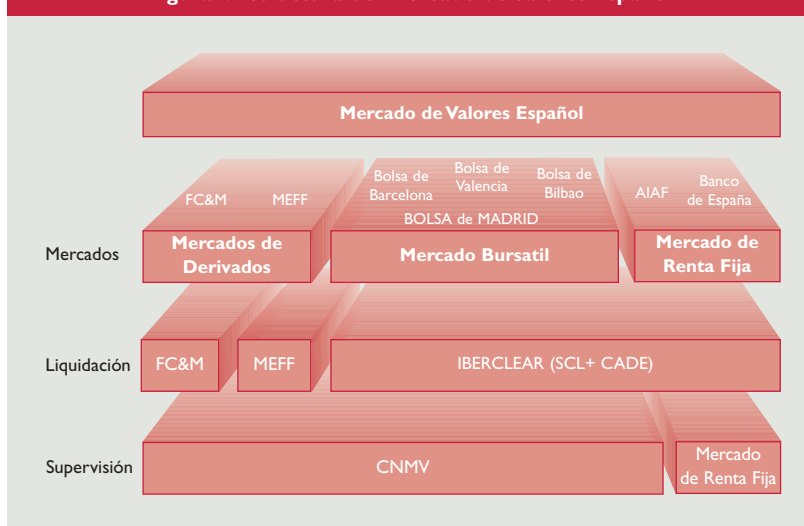 Mercado de Valores Español
FC&M
MEFF
Bolsa de
Barcelona
Bolsa de
Valencia
Bolsa de
Bilbao
BOLSA de MADRID
AIAF
Banco
de España
Mercados
Mercados de
Derivados
Mercado Bursatil
Mercado de
Renta Fija
Liquidación
FC&M
MEFF
IBERCLEAR (SCL+ CADE)
Supervisión
CNMV
Mercado
de Renta Fija